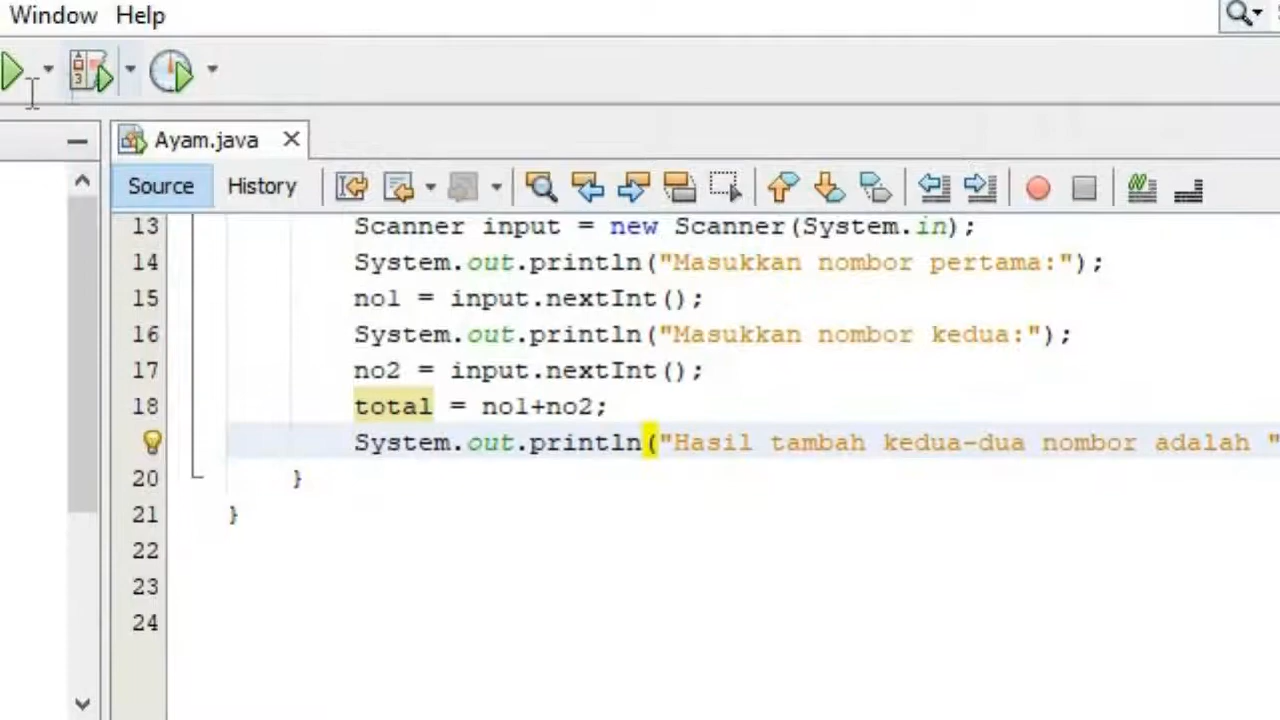 Window Help
Ayam.java
Source History
13 Scanner input = new Scanner(System.in);
14 System.out.println("Masukkan nombor pertama:");
15 no1 = input.nextInt();
16 System.out.println("Masukkan nombor kedua:");
17 no2 = input.nextInt();
18 total = no1+no2;
System.out.println("Hasil tambah kedua-dua nombor adalah "
20 }
21 }
22
23
24